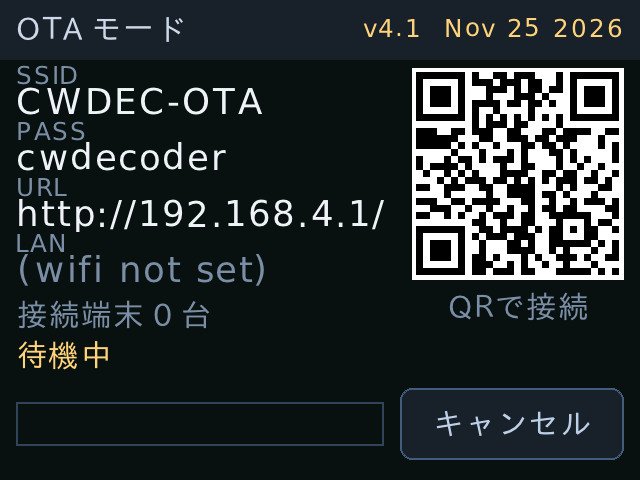 OTA モード
v4.1 Nov 25 2026
SSID
CWDEC-OTA
PASS
cwdecoder
URL
http://192.168.4.1/
LAN
(wifi not set)
接続端末 0 台
QRで接続
待機中
キャンセル